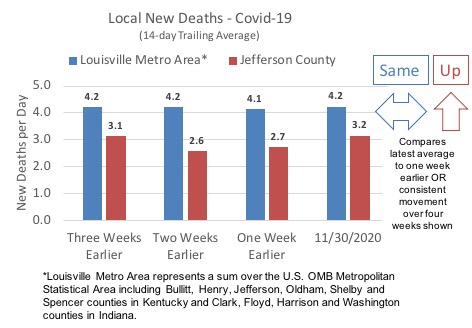 Local New Deaths - Covid-19
(14-day Trailing Average)
Louisville Metro Area* Jefferson County
Same Up
New Deaths per Day
5.0
4.0
3.0
2.0
1.0
0.0
4.2 3.1
4.2 2.6
4.1 2.7
4.2 3.2
Three Weeks
Earlier
Two Weeks
Earlier
One Week
Earlier
11/30/2020
Compares
latest average
to one week
earlier OR
consistent
movement
over four
weeks shown
*Louisville Metro Area represents a sum over the U.S. OMB Metropolitan
Statistical Area including Bullitt, Henry, Jefferson, Oldham, Shelby and
Spencer counties in Kentucky and Clark, Floyd, Harrison and Washington
counties in Indiana.